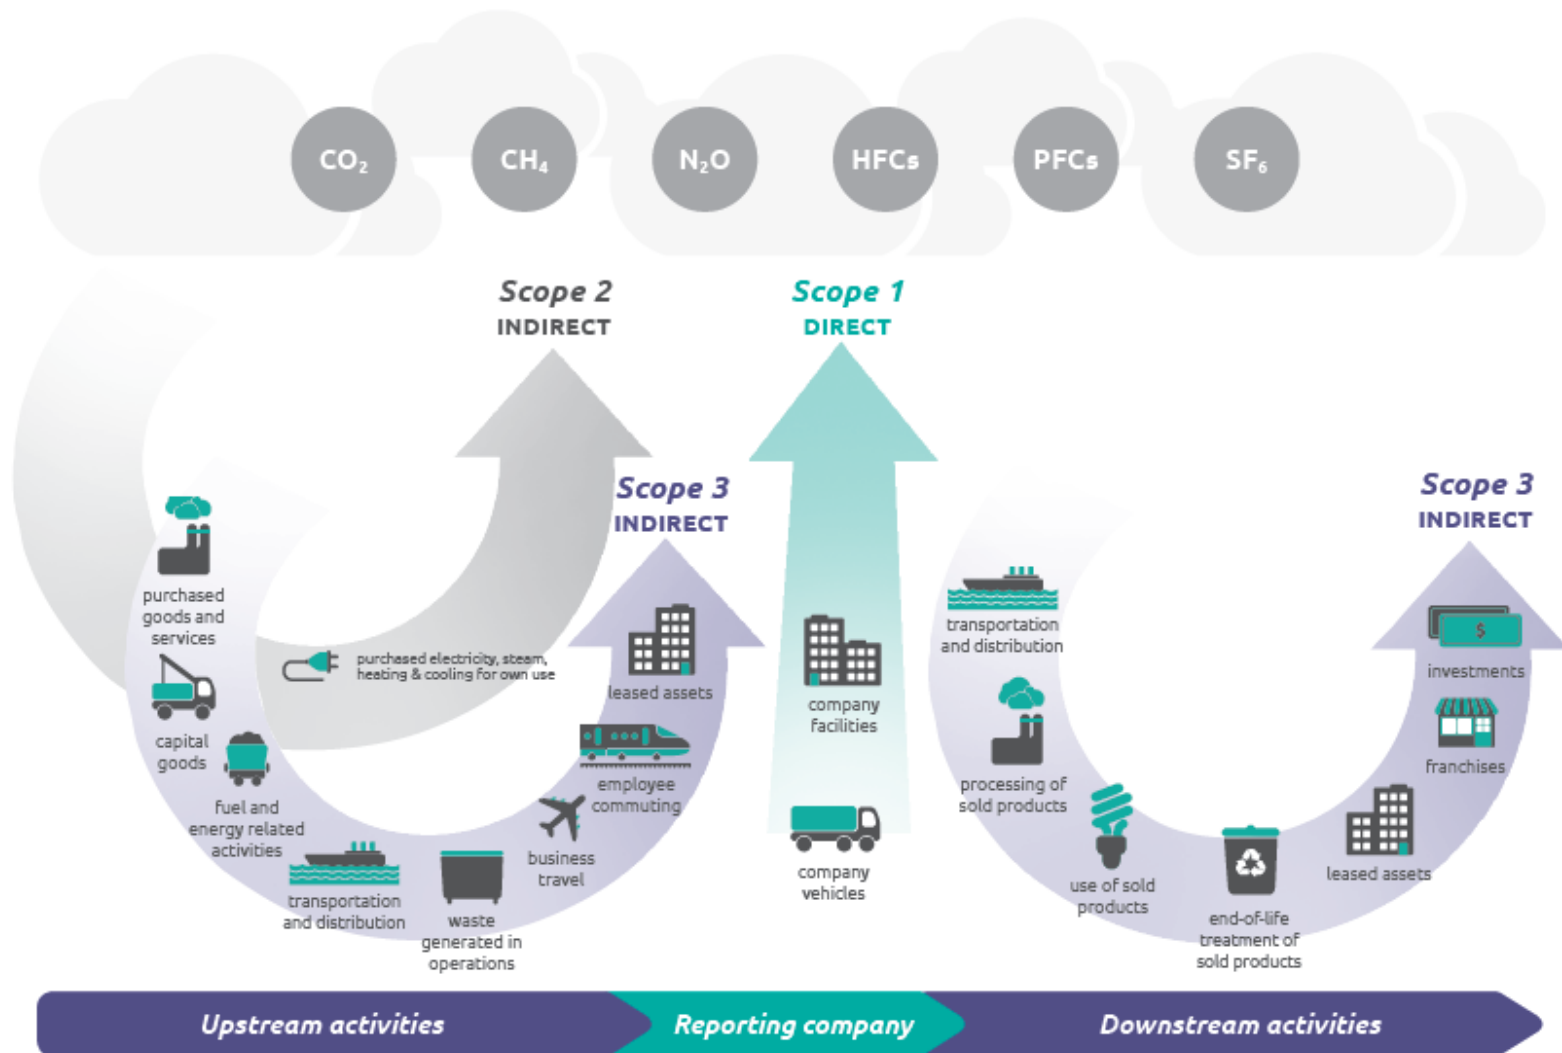 CO₂
CH₄
N₂O
HFCs
PFCs
SF₆
Scope 2
INDIRECT
Scope 1
DIRECT
Scope 3
INDIRECT
Scope 3
INDIRECT
purchased
goods and
services
capital
goods
fuel and
energy related
activities
transportation
and distribution
waste
generated in
operations
business
travel
employee
commuting
leased assets
purchased electricity, steam,
heating & cooling for own use
company
facilities
company
vehicles
transportation
and distribution
processing of
sold products
use of sold
products
end-of-life
treatment of
sold products
leased assets
franchises
$
investments
Upstream activities
Reporting company
Downstream activities